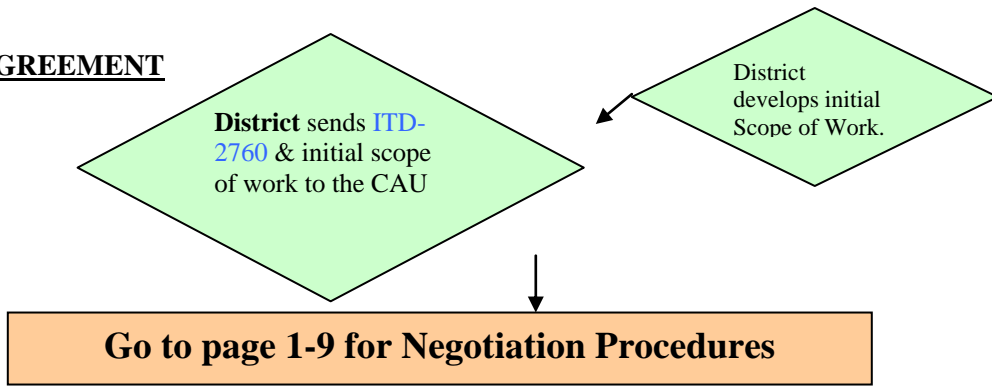 GREEMENT
District
develops initial
Scope of Work.
District sends ITD-
2760 & initial scope
of work to the CAU
Go to page 1-9 for Negotiation Procedures